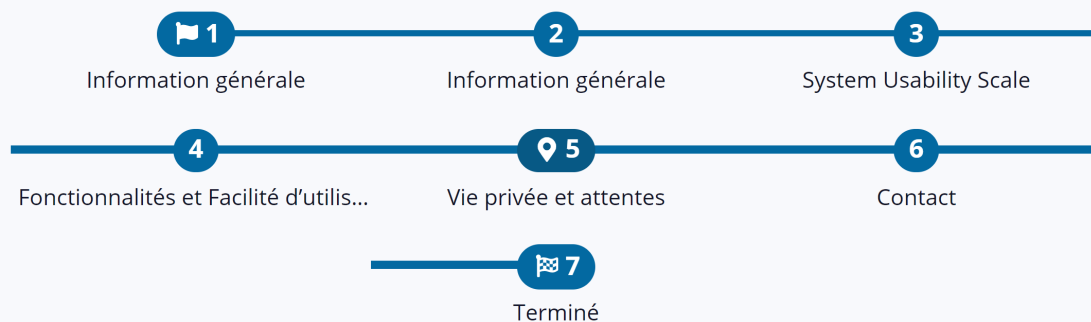 1 2 3
Information générale Information générale System Usability Scale
4 5 6
Fonctionnalités et Facilité d’utilis... Vie privée et attentes Contact
7
Terminé